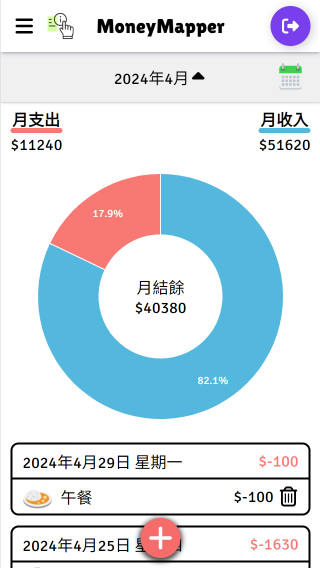 MoneyMapper
2024年4月
月支出
月收入
$11240
$51620
17.9%
月結餘
$40380
82.1%
2024年4月29日 星期一
$-100
午餐
$-100
2024年4月25日 星
$-1630